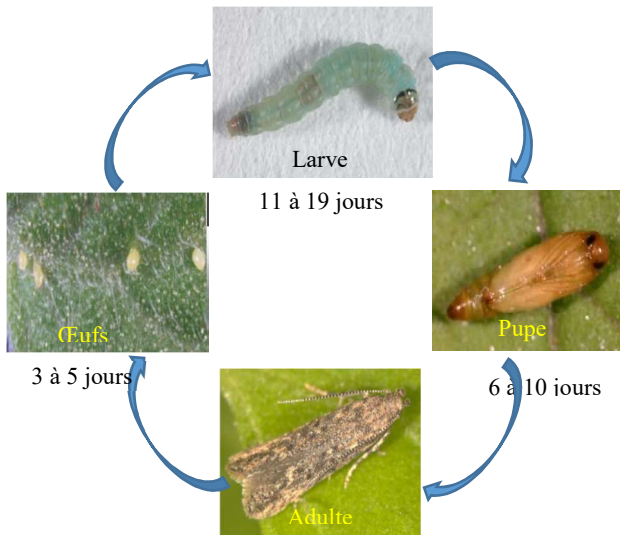 Larve
11 à 19 jours
Œufs
Pupe
3 à 5 jours
6 à 10 jours
Adulte